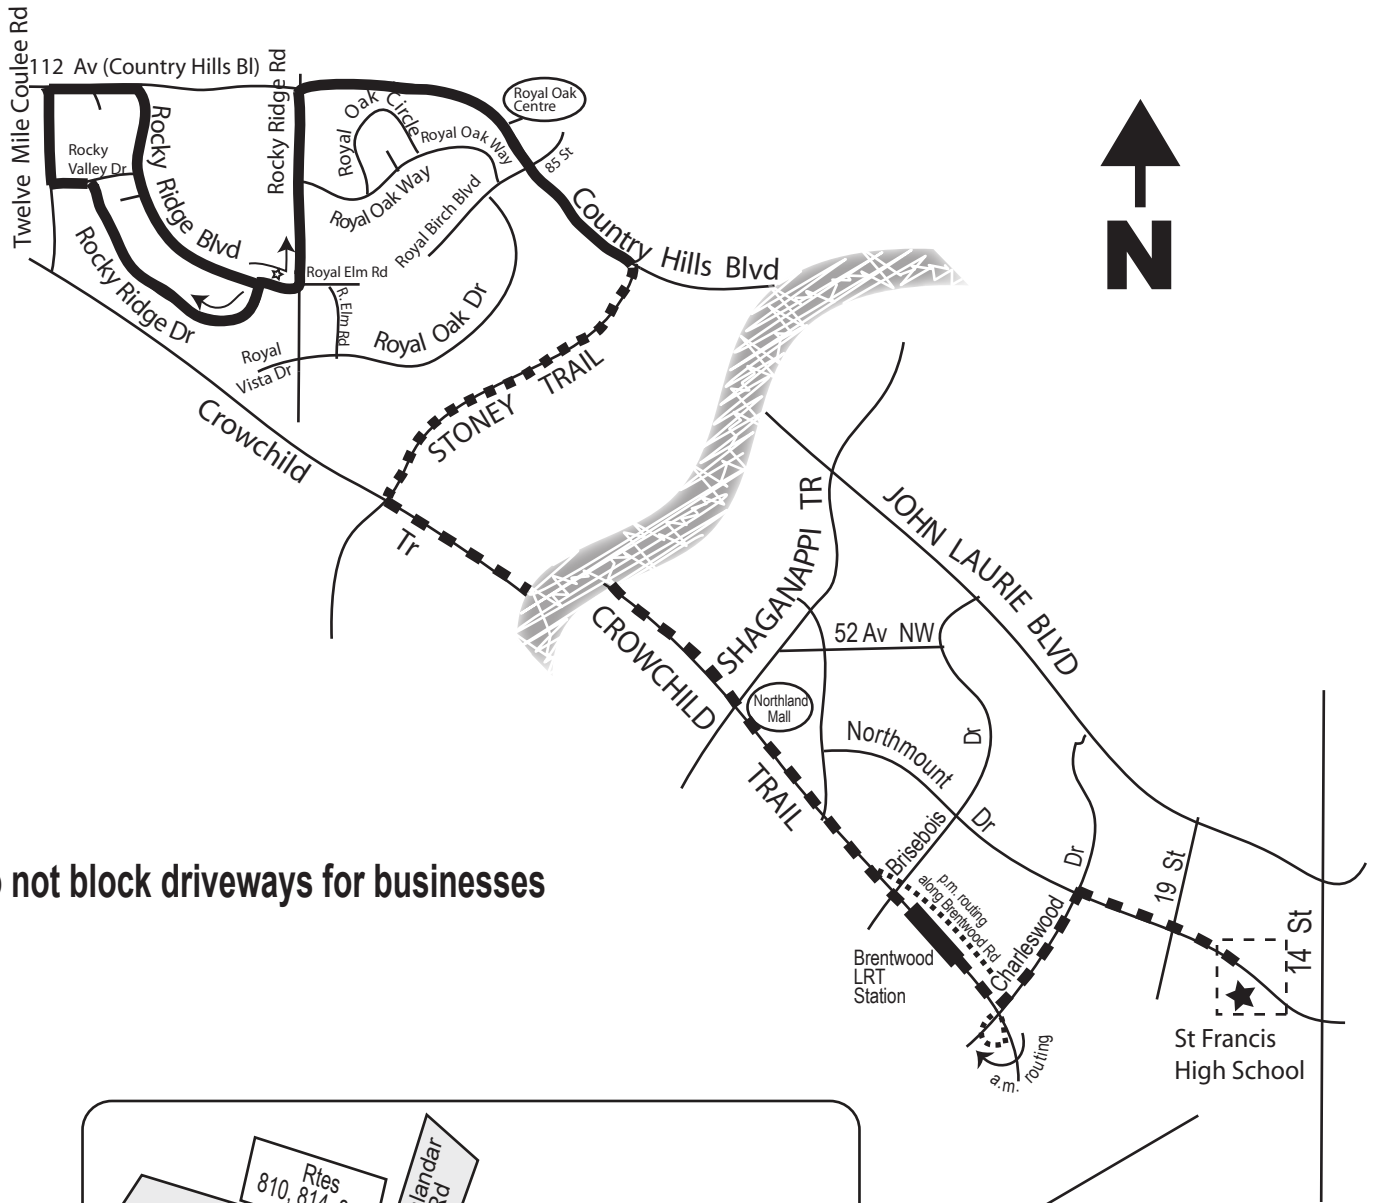 Twelve Mile Coulee Rd
112 Av (Country Hills Bl)
Rocky Ridge Rd
Rocky
Valley Dr
Rocky Ridge Blvd
Rocky Ridge Dr
Royal Oak Circle
Royal Oak Way
Royal Oak
Centre
85 St
Royal Oak Way
Royal Birch Blvd
Country Hills Blvd
Royal Elm Rd
R. Elm Rd
Royal Oak Dr
Royal
Vista Dr
STONEY TRAIL
Crowchild Tr
N
SHAGANAPPI TR
JOHN LAURIE BLVD
52 Av NW
CROWCHILD TRAIL
Northland
Mall
Northmount Dr
Brisebois Dr
Charleswood Dr
19 St
14 St
p.m. routing
along Brentwood Rd
Brentwood
LRT
Station
a.m. routing
St Francis
High School
not block driveways for businesses
Rtes
810, 814,